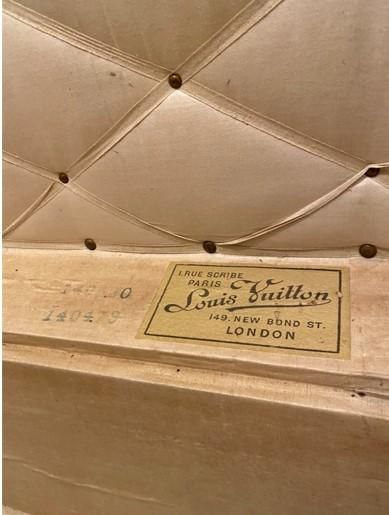 1. RUE SCRIBE
PARIS
Louis Vuitton
149. NEW BOND ST.
LONDON
140479